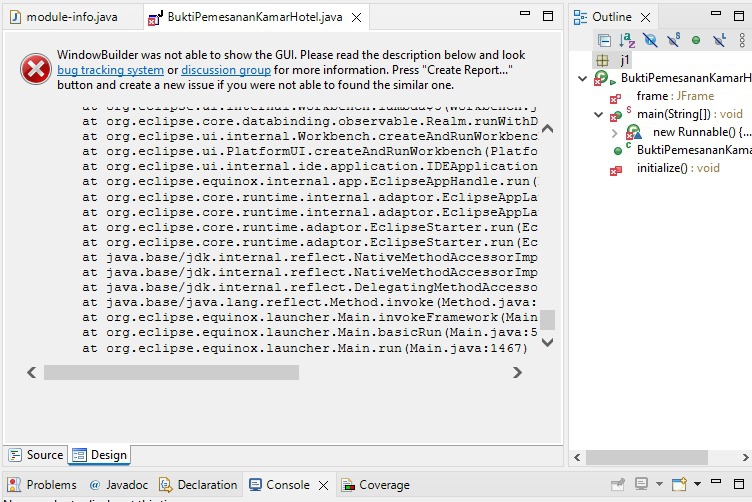 module-info.java
BuktiPemesananKamarHotel.java
WindowBuilder was not able to show the GUI. Please read the description below and look
bug tracking system or discussion group for more information. Press "Create Report..."
button and create a new issue if you were not able to found the similar one.
at org.eclipse.ui.internal.Workbench.lambda$3(Workbench.j
at org.eclipse.core.databinding.observable.Realm.runWithD
at org.eclipse.ui.internal.Workbench.createAndRunWorkbenc
at org.eclipse.ui.PlatformUI.createAndRunWorkbench(Platfo
at org.eclipse.ui.internal.ide.application.IDEApplication
at org.eclipse.equinox.internal.app.EclipseAppHandle.run(
at org.eclipse.core.runtime.internal.adaptor.EclipseAppLa
at org.eclipse.core.runtime.internal.adaptor.EclipseAppLa
at org.eclipse.core.runtime.adaptor.EclipseStarter.run(Ec
at org.eclipse.core.runtime.adaptor.EclipseStarter.run(Ec
at java.base/jdk.internal.reflect.NativeMethodAccessorImp
at java.base/jdk.internal.reflect.NativeMethodAccessorImp
at java.base/jdk.internal.reflect.DelegatingMethodAccesso
at java.base/java.lang.reflect.Method.invoke(Method.java:
at org.eclipse.equinox.launcher.Main.invokeFramework(Main
at org.eclipse.equinox.launcher.Main.basicRun(Main.java:5
at org.eclipse.equinox.launcher.Main.run(Main.java:1467)
Source Design
Outline
j1
BuktiPemesananKamarH
frame : JFrame
main(String[]) : void
new Runnable() {...
BuktiPemesananKama
initialize() : void
Problems Javadoc Declaration Console Coverage